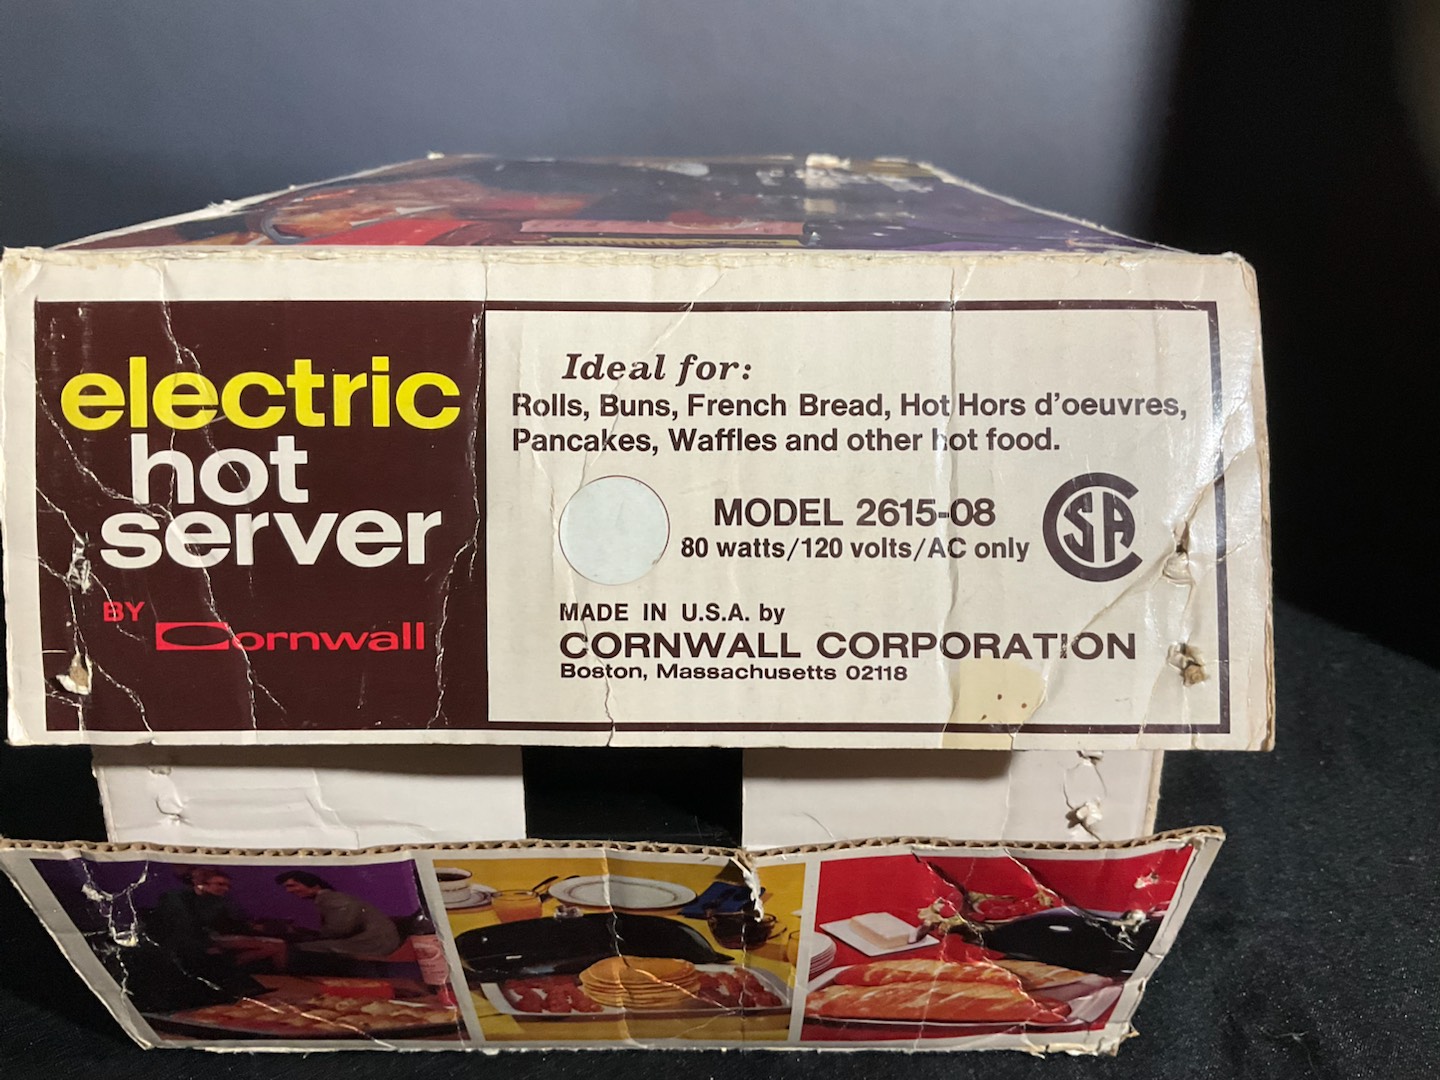 electric
hot
server
BY Cornwall
Ideal for:
Rolls, Buns, French Bread, Hot Hors d'oeuvres,
Pancakes, Waffles and other hot food.
MODEL 2615-08
80 watts/120 volts/AC only
SA
MADE IN U.S.A. by
CORNWALL CORPORATION
Boston, Massachusetts 02118